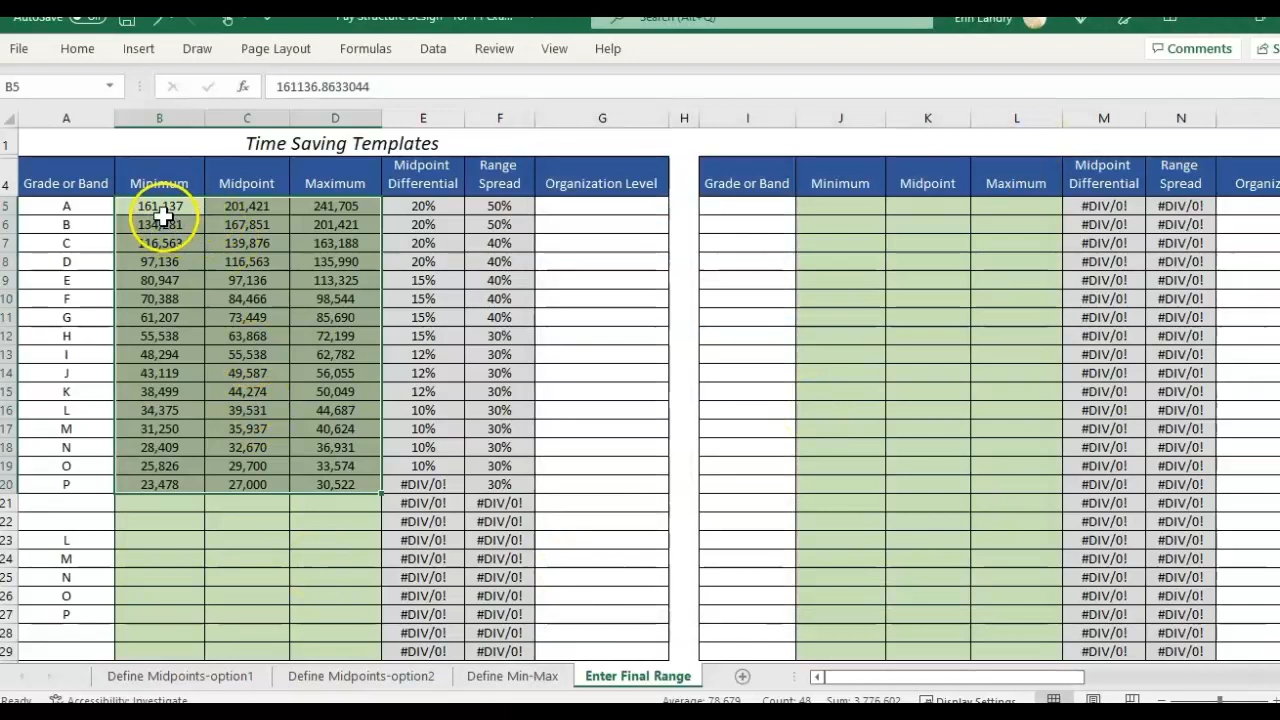 AutoSave Off
Search (Alt+Q) Erin Landry
File Home Insert Draw Page Layout Formulas Data Review View Help Comments S
B5 fx 161136.8633044
A B C D E F G H I J K L M N
1 Time Saving Templates
4 Grade or Band Minimum Midpoint Maximum Midpoint Differential Range Spread Organization Level Grade or Band Minimum Midpoint Maximum Midpoint Differential Range Spread Organiz
5 A 161,137 201,421 241,705 20% 50% #DIV/0! #DIV/0!
6 B 134,281 167,851 201,421 20% 50% #DIV/0! #DIV/0!
7 C 116,563 139,876 163,188 20% 40% #DIV/0! #DIV/0!
8 D 97,136 116,563 135,990 20% 40% #DIV/0! #DIV/0!
9 E 80,947 97,136 113,325 15% 40% #DIV/0! #DIV/0!
10 F 70,388 84,466 98,544 15% 40% #DIV/0! #DIV/0!
11 G 61,207 73,449 85,690 15% 40% #DIV/0! #DIV/0!
12 H 55,538 63,868 72,199 15% 30% #DIV/0! #DIV/0!
13 I 48,294 55,538 62,782 12% 30% #DIV/0! #DIV/0!
14 J 43,119 49,587 56,055 12% 30% #DIV/0! #DIV/0!
15 K 38,499 44,274 50,049 12% 30% #DIV/0! #DIV/0!
16 L 34,375 39,531 44,687 10% 30% #DIV/0! #DIV/0!
17 M 31,250 35,937 40,624 10% 30% #DIV/0! #DIV/0!
18 N 28,409 32,670 36,931 10% 30% #DIV/0! #DIV/0!
19 O 25,826 29,700 33,574 10% 30% #DIV/0! #DIV/0!
20 P 23,478 27,000 30,522 #DIV/0! 30% #DIV/0! #DIV/0!
21 #DIV/0! #DIV/0! #DIV/0! #DIV/0!
22 #DIV/0! #DIV/0! #DIV/0! #DIV/0!
23 L #DIV/0! #DIV/0! #DIV/0! #DIV/0!
24 M #DIV/0! #DIV/0! #DIV/0! #DIV/0!
25 N #DIV/0! #DIV/0! #DIV/0! #DIV/0!
26 O #DIV/0! #DIV/0! #DIV/0! #DIV/0!
27 P #DIV/0! #DIV/0! #DIV/0! #DIV/0!
28 #DIV/0! #DIV/0! #DIV/0! #DIV/0!
29 #DIV/0! #DIV/0! #DIV/0! #DIV/0!
Define Midpoints-option1 Define Midpoints-option2 Define Min-Max Enter Final Range
Ready Accessibility: Investigate Average: 78,679 Count: 48 Sum: 3,776,602 Display Settings